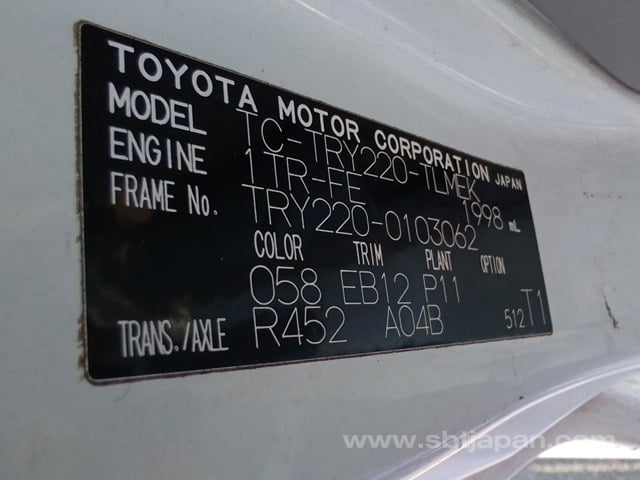 TOYOTA MOTOR CORPORATION JAPAN
MODEL TC-TRY220-TLMEK
ENGINE 1TR-FE 1998 mL
FRAME No. TRY220-0103062
COLOR TRIM PLANT OPTION
058 EB12 P11
TRANS./AXLE R452 A04B 512 T1
www.sbtjapan.com